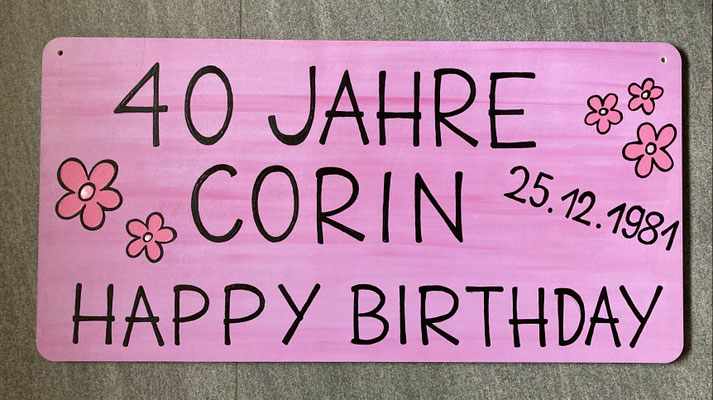 40 JAHRE
CORIN
25.12.1981
HAPPY BIRTHDAY